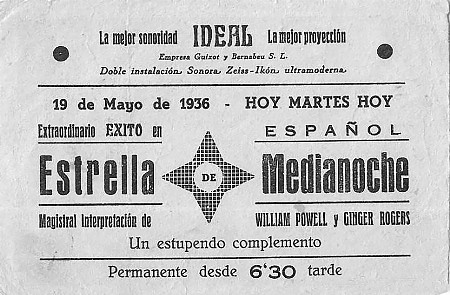 La mejor sonoridad IDEAL La mejor proyección
Empresa Guixot y Bernabeu S. L.
Doble instalación Sonora Zeiss-Ikón, ultramoderna
19 de Mayo de 1936 - HOY MARTES HOY
Extraordinario EXITO en ESPAÑOL
Estrella DE Medianoche
Magistral Interpretación de WILLIAM POWELL y GINGER ROGERS
Un estupendo complemento
Permanente desde 6'30 tarde